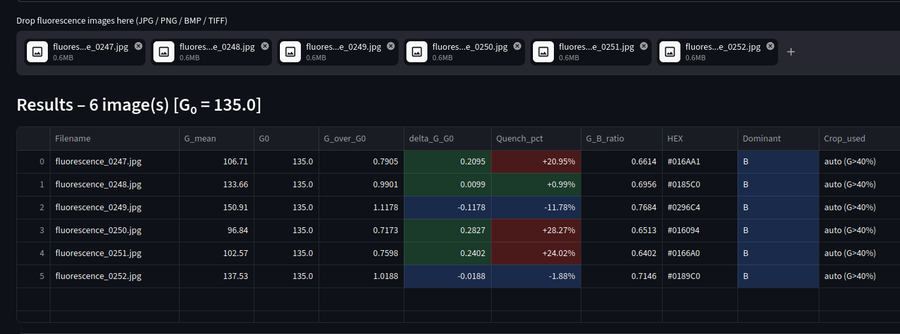 Drop fluorescence images here (JPG / PNG / BMP / TIFF)
fluores...e_0247.jpg fluores...e_0248.jpg fluores...e_0249.jpg fluores...e_0250.jpg fluores...e_0251.jpg fluores...e_0252.jpg
0.6MB 0.6MB 0.6MB 0.6MB 0.6MB 0.6MB
Results – 6 image(s) [G₀ = 135.0]
Filename G_mean G0 G_over_G0 delta_G_G0 Quench_pct G_B_ratio HEX Dominant Crop_used
0 fluorescence_0247.jpg 106.71 135.0 0.7905 0.2095 +20.95% 0.6614 #016AA1 B auto (G>40%)
1 fluorescence_0248.jpg 133.66 135.0 0.9901 0.0099 +0.99% 0.6956 #0185C0 B auto (G>40%)
2 fluorescence_0249.jpg 150.91 135.0 1.1178 -0.1178 -11.78% 0.7684 #0296C4 B auto (G>40%)
3 fluorescence_0250.jpg 96.84 135.0 0.7173 0.2827 +28.27% 0.6513 #016094 B auto (G>40%)
4 fluorescence_0251.jpg 102.57 135.0 0.7598 0.2402 +24.02% 0.6402 #0166A0 B auto (G>40%)
5 fluorescence_0252.jpg 137.53 135.0 1.0188 -0.0188 -1.88% 0.7146 #0189C0 B auto (G>40%)